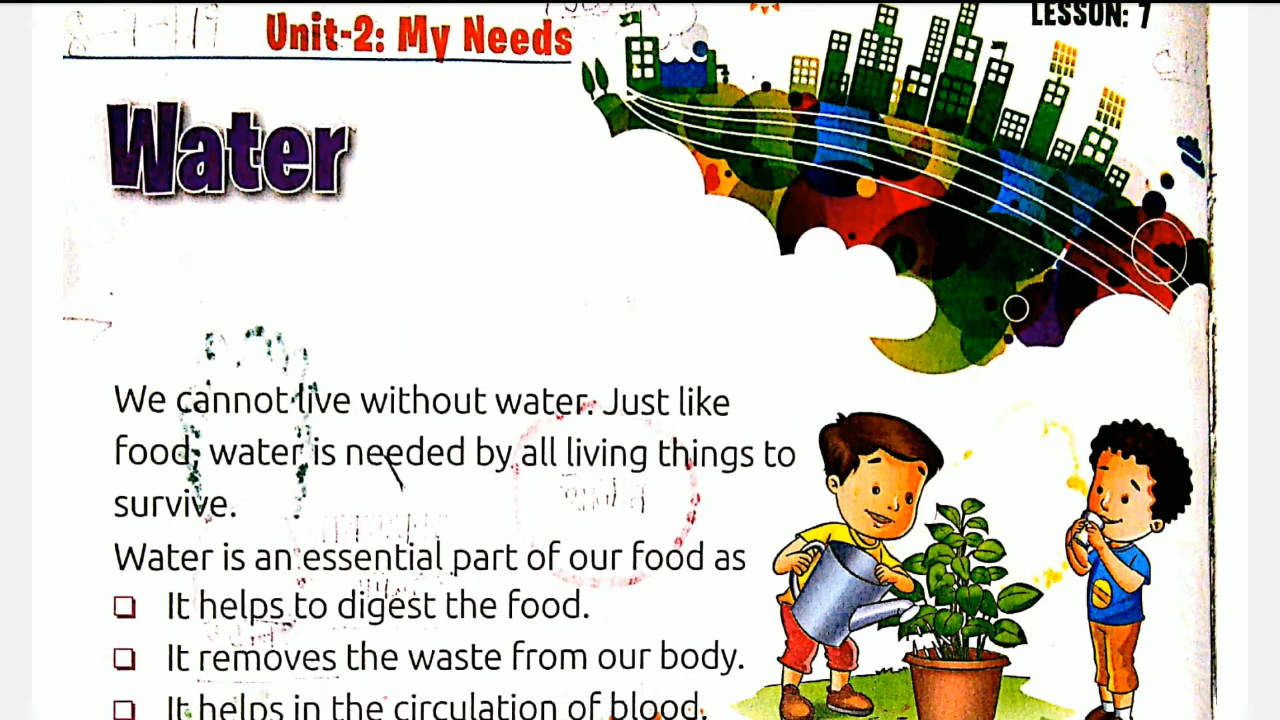 Unit-2: My Needs
LESSON: 7
Water
We cannot live without water. Just like
food, water is needed by all living things to
survive.
Water is an essential part of our food as
It helps to digest the food.
It removes the waste from our body.
It helps in the circulation of blood.